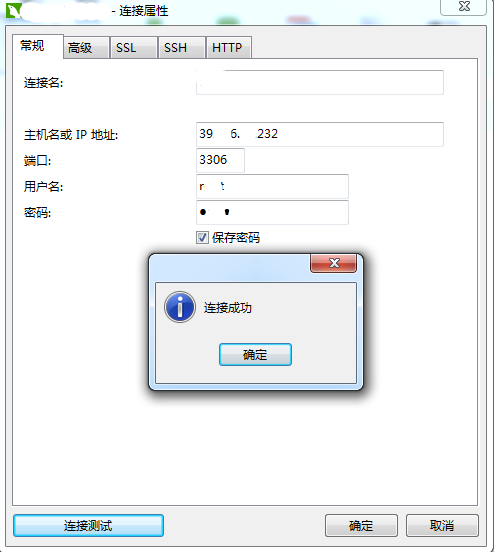 - 连接属性
常规 高级 SSL SSH HTTP
连接名:
主机名或 IP 地址: 39 6. 232
端口: 3306
用户名: r t
密码:
保存密码
连接成功
确定
连接测试 确定 取消